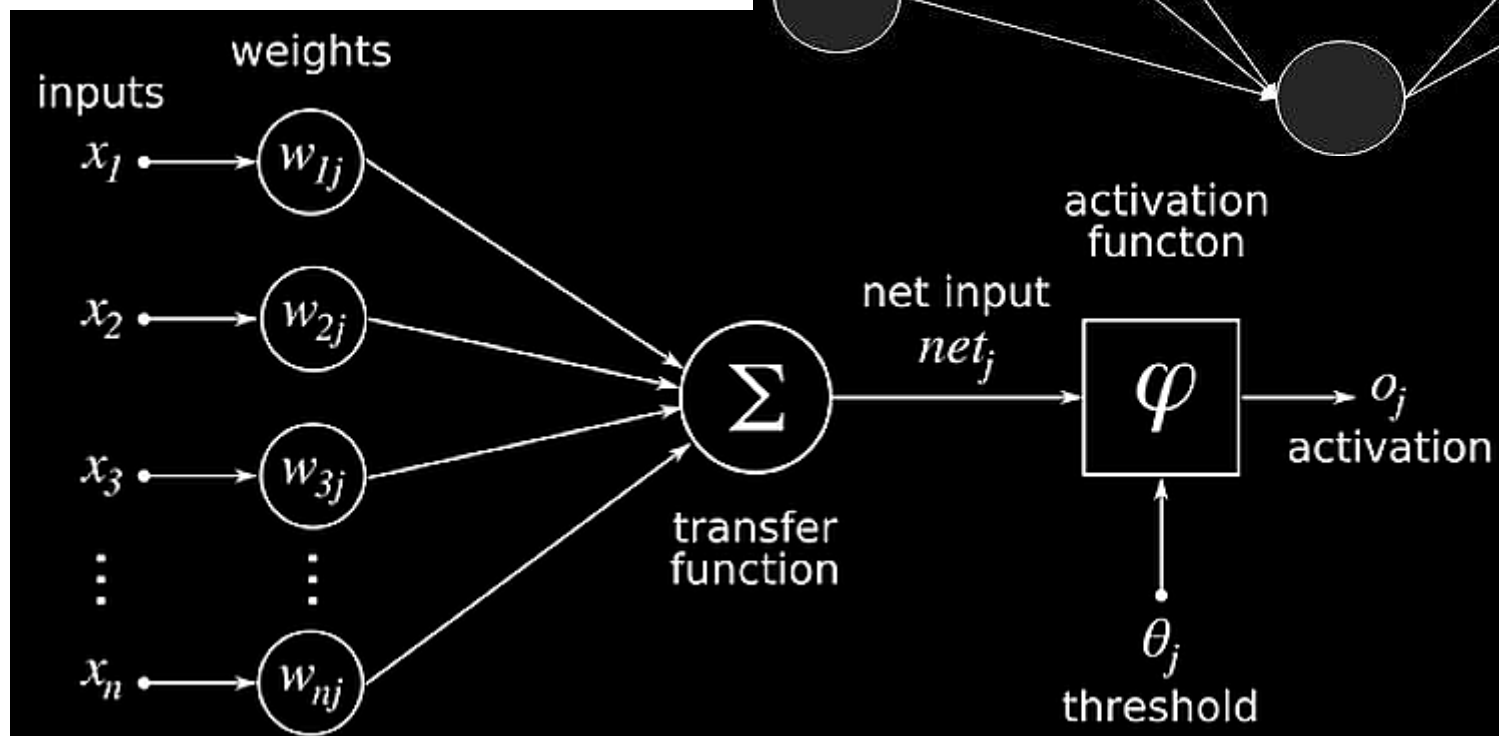 weights
inputs
x1
w1j
x2
w2j
x3
w3j
⋮ ⋮
xn
wnj
Σ
transfer
function
net input
netj
activation
functon
φ
oj
activation
θj
threshold